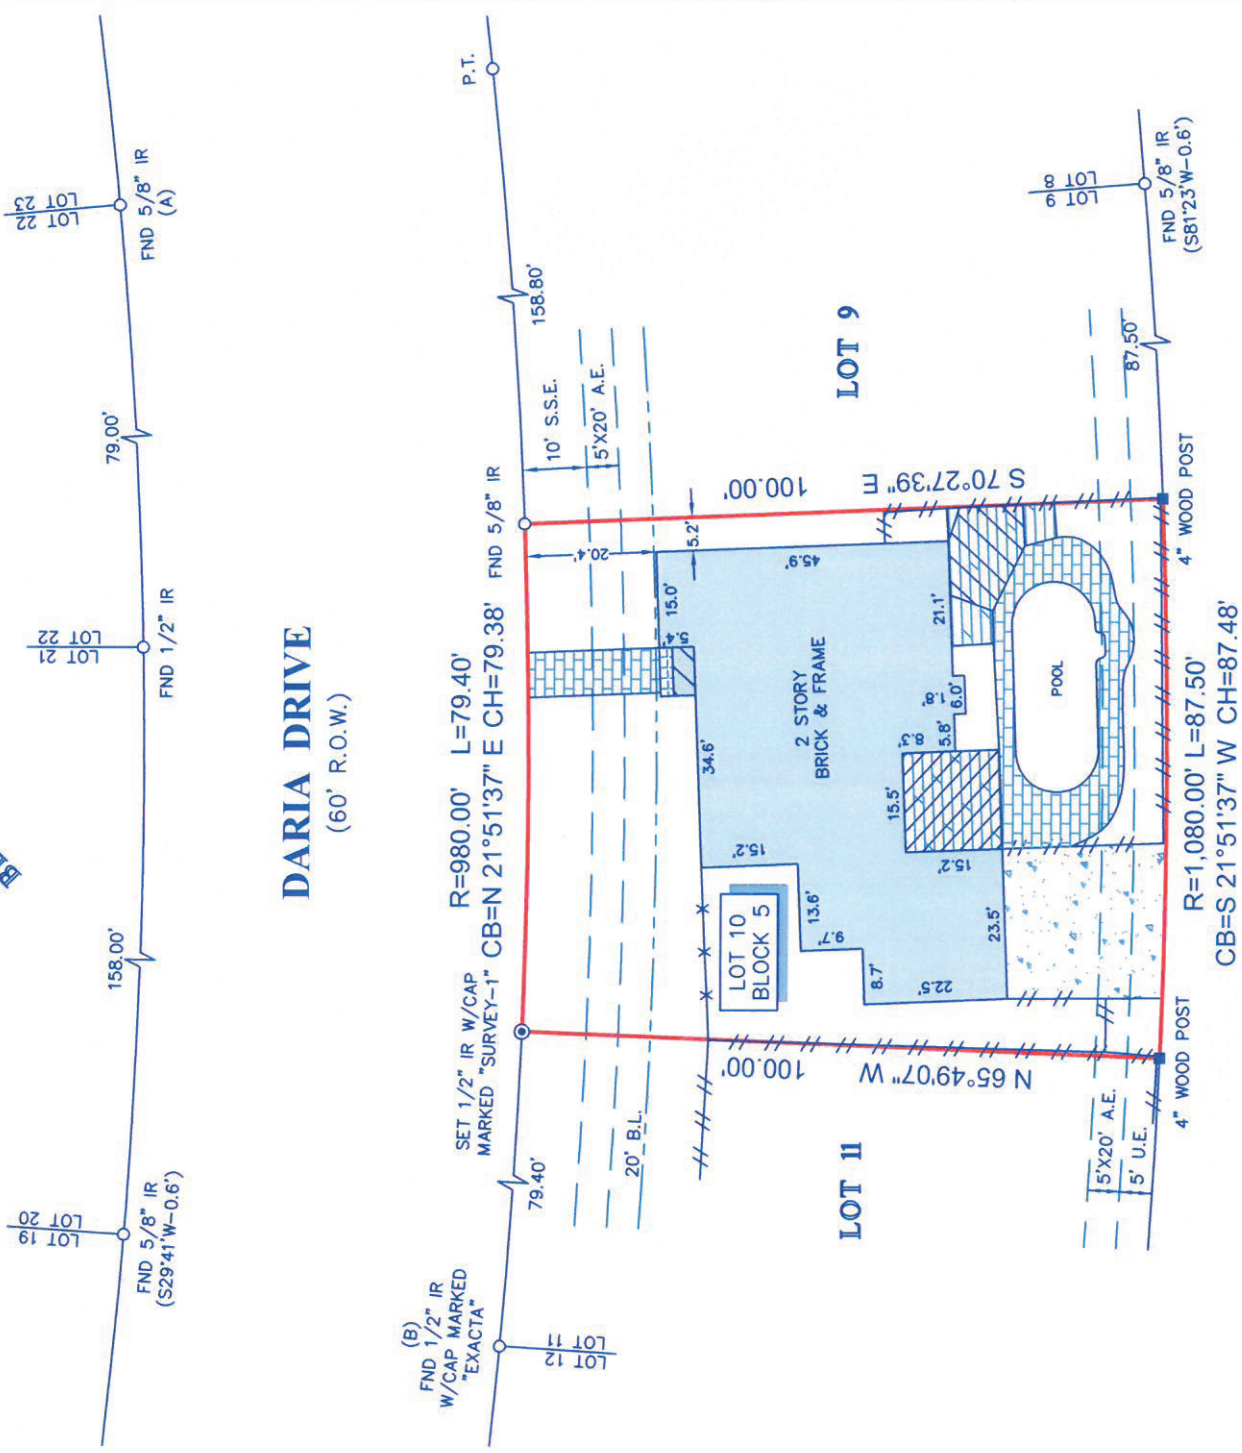 LOT 22
LOT 23
FND 5/8" IR
(A)
79.00'
LOT 21
LOT 22
FND 1/2" IR
158.00'
LOT 19
LOT 20
FND 5/8" IR
(S29°41'W-0.6')
DARIA DRIVE
(60' R.O.W.)
P.T.
158.80'
R=980.00' L=79.40'
CB=N 21°51'37" E CH=79.38'
FND 5/8" IR
SET 1/2" IR W/CAP
MARKED "SURVEY-1"
79.40'
(B)
FND 1/2" IR
W/CAP MARKED
"EXACTA"
LOT 12
LOT 11
10' S.S.E.
5'X20' A.E.
20' B.L.
20.4'
5.2'
15.0'
5.4'
34.6'
45.9'
S 70°27'39" E
100.00'
LOT 9
LOT 9
LOT 8
FND 5/8" IR
(S81°23'W-0.6')
87.50'
2 STORY
BRICK & FRAME
21.1'
6.0'
1.8'
5.8'
8.3'
15.5'
15.2'
15.2'
13.6'
9.7'
8.7'
22.5'
23.5'
POOL
LOT 10
BLOCK 5
N 65°49'07" W
100.00'
LOT 11
5'X20' A.E.
5' U.E.
4" WOOD POST
4" WOOD POST
R=1,080.00' L=87.50'
CB=S 21°51'37" W CH=87.48'